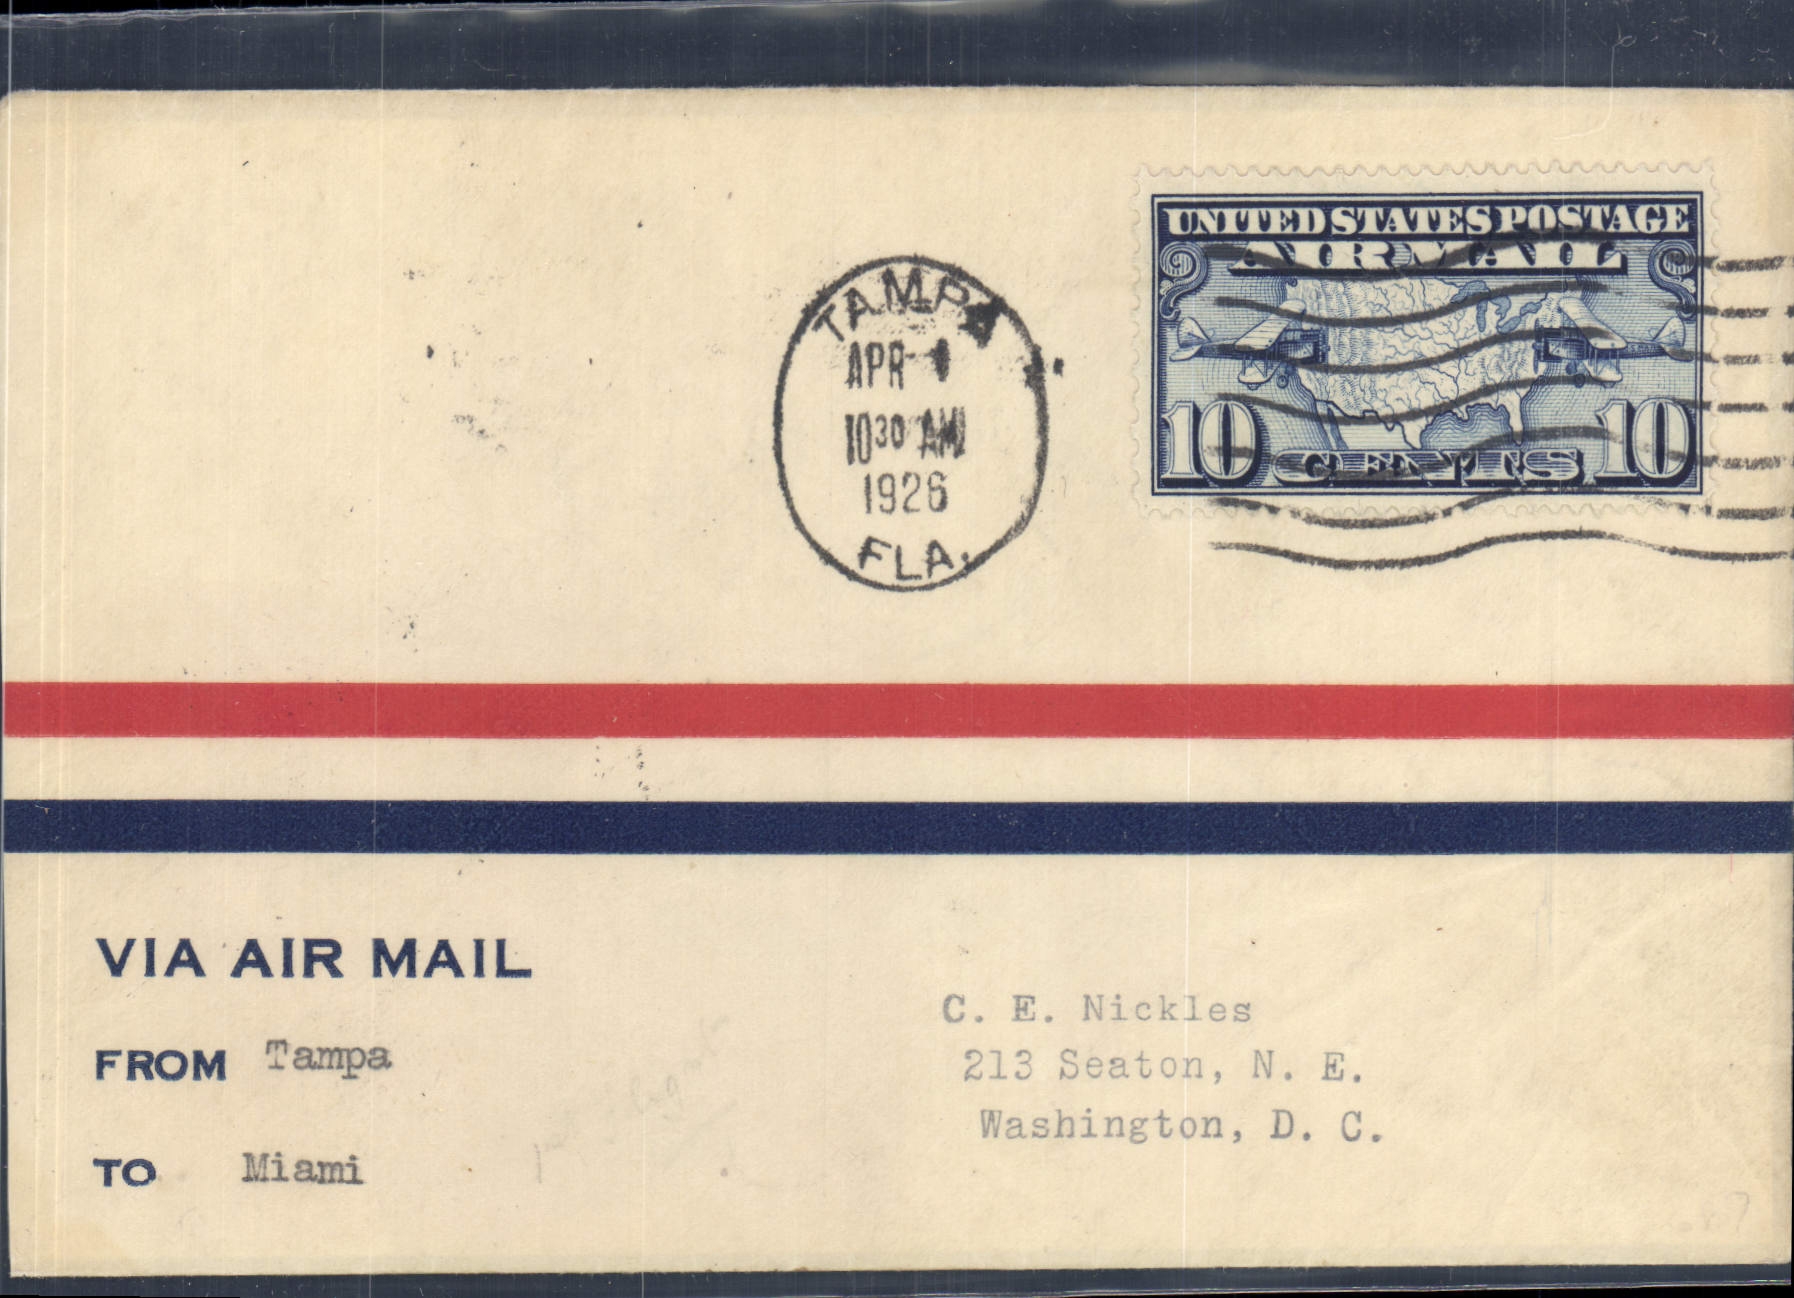 UNITED STATES POSTAGE
AIR MAIL
10 CENTS 10
TAMPA
APR 1
10 30 AM
1926
FLA.
VIA AIR MAIL
FROM Tampa
TO Miami
C. E. Nickles
213 Seaton, N. E.
Washington, D. C.